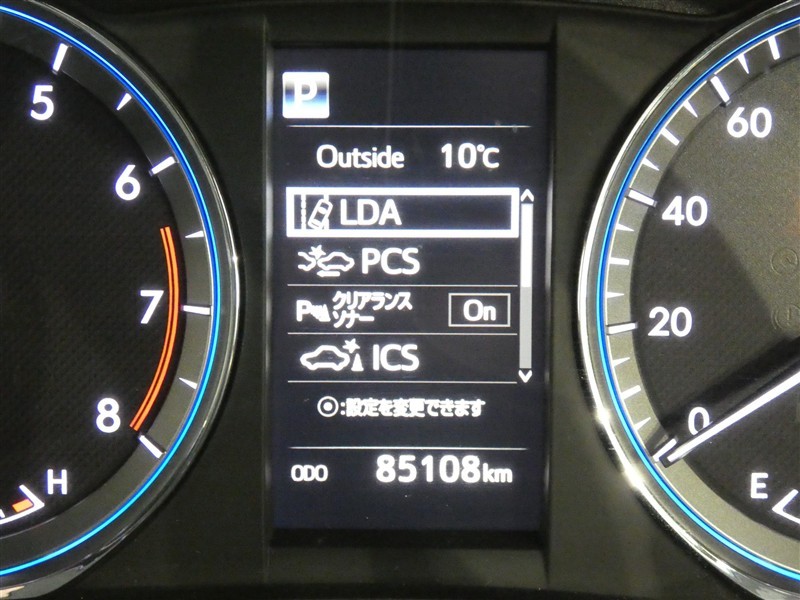 P
Outside 10℃
LDA
PCS
P クリアランス
ソナー On
ICS
◎:設定を変更できます
ODO 85108km
5
6
7
8
H
60
40
20
0
E